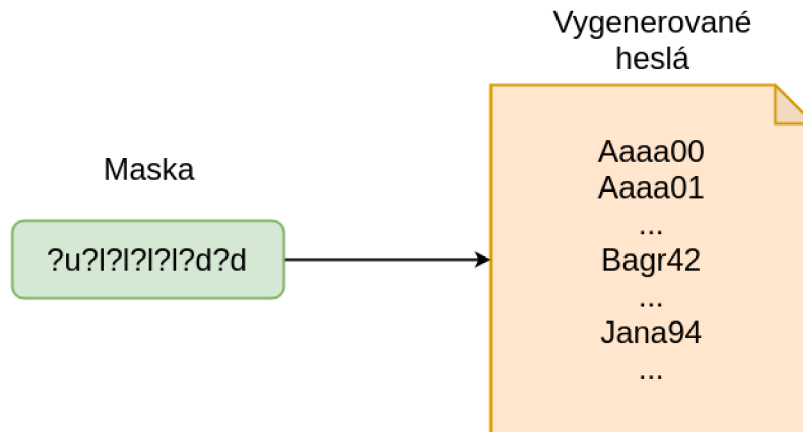 Vygenerované
heslá
Maska
?u?l?l?l?l?d?d
Aaaa00
Aaaa01
...
Bagr42
...
Jana94
...